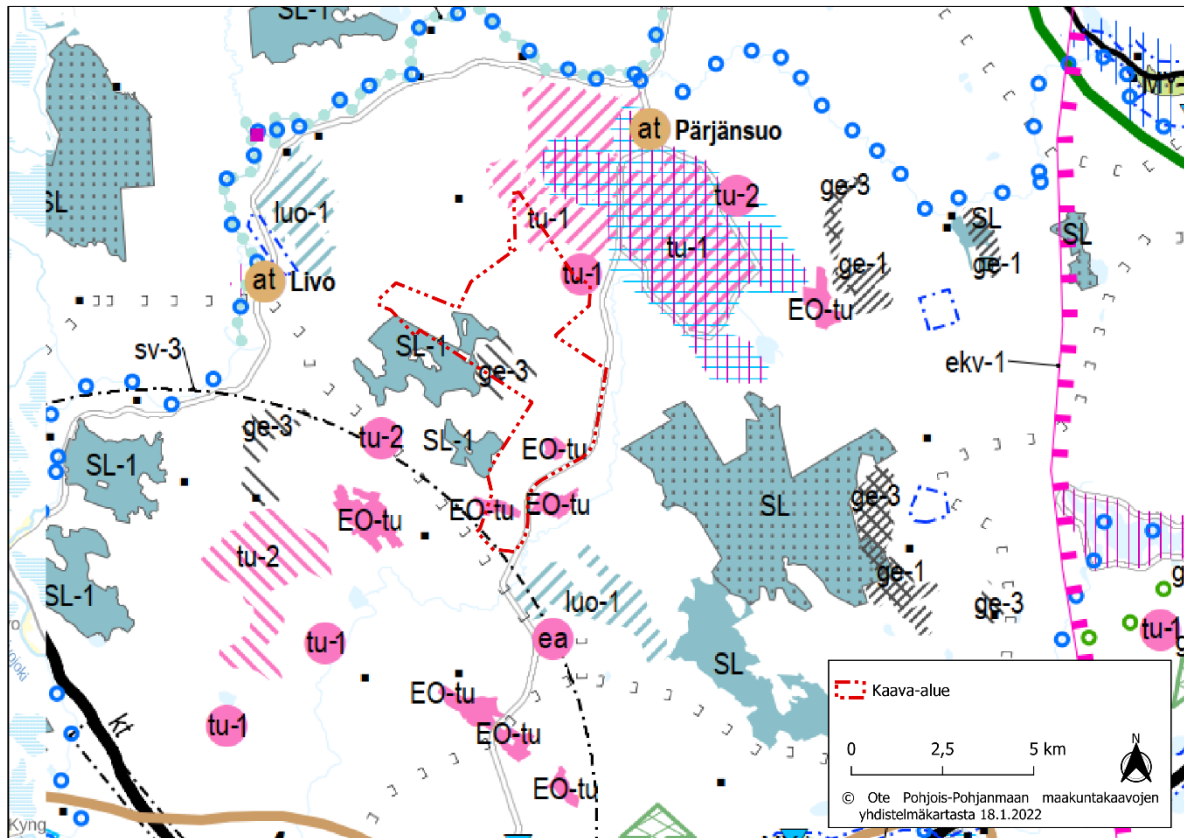 SL-1
MY-
at
Pärjänsuo
SL
tu-2
ge-3
luo-1
tu-1
SL
SL
tu-1
at
Livo
tu-1
ge-1
ge-1
EO-tu
sv-3
SL-1
ge-3
ekv-1
ge-3
tu-2
SL-1
EO-tu
SL-1
EO-tu
EO-tu
EO-tu
ge-3
SL
tu-2
SL-1
ge-1
luo-1
ge-3
ea
tu-1
tu-1
SL
EO-tu
kt
tu-1
EO-tu
EO-tu
Kyng
Kaava-alue
N
0 2,5 5 km
© Ote Pohjois-Pohjanmaan maakuntakaavojen
yhdistelmäkartasta 18.1.2022